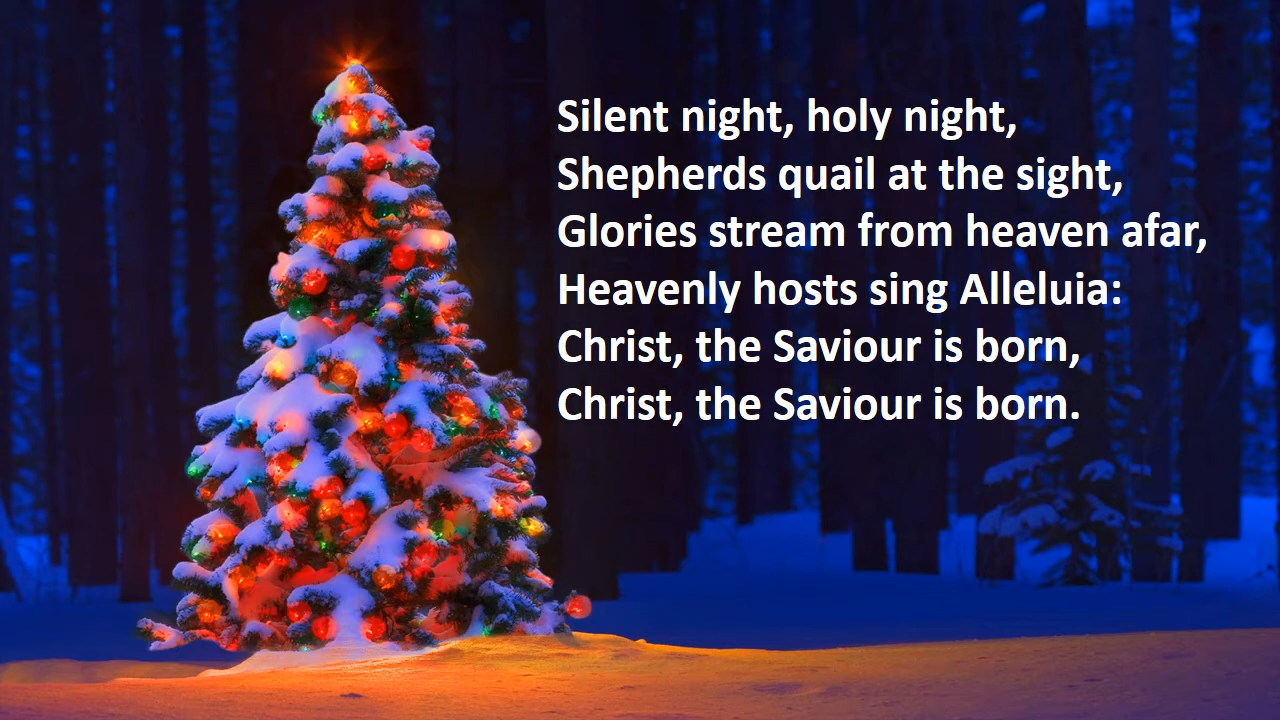 Silent night, holy night,
Shepherds quail at the sight,
Glories stream from heaven afar,
Heavenly hosts sing Alleluia:
Christ, the Saviour is born,
Christ, the Saviour is born.